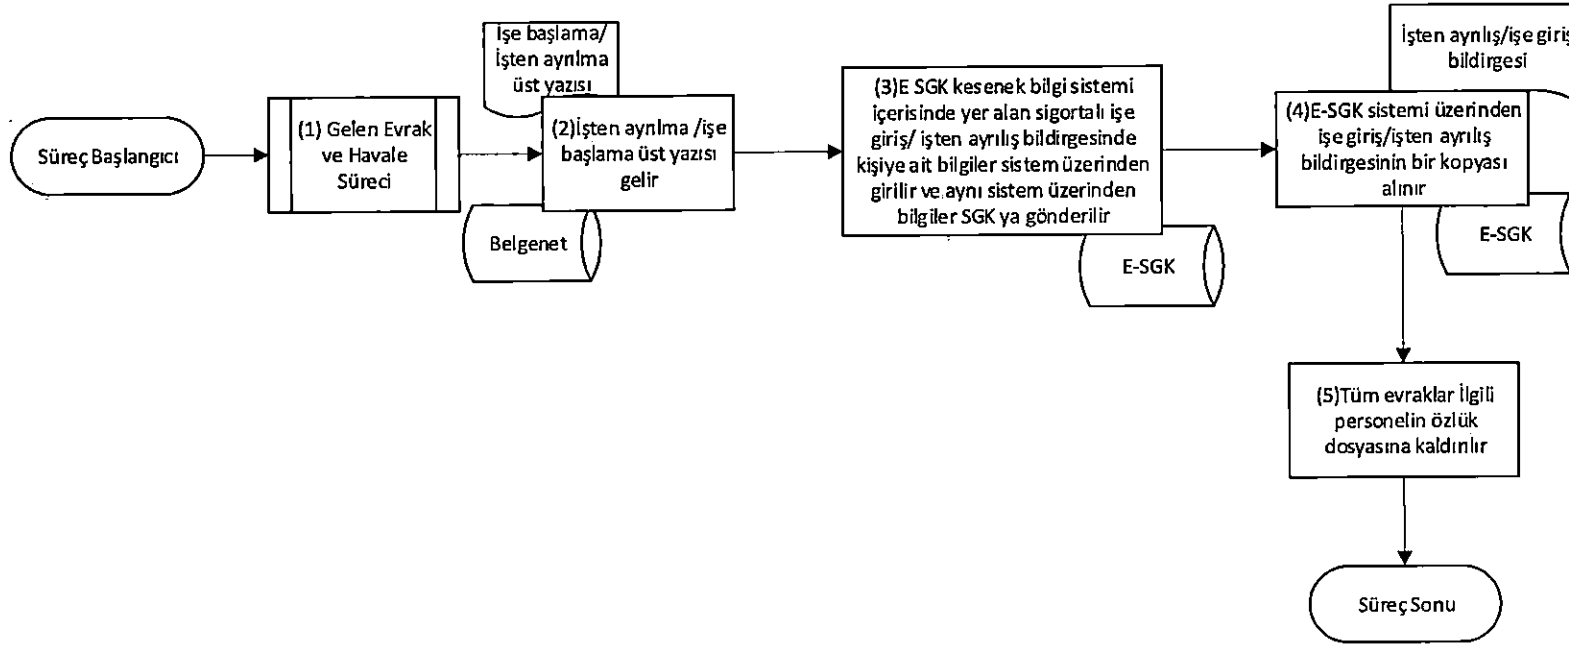 Süreç Başlangıcı
(1) Gelen Evrak
ve Havale
Süreci
İşe başlama/
İşten ayrılma
üst yazısı
(2)İşten ayrılma /işe
başlama üst yazısı
gelir
Belgenet
(3)E SGK kesenek bilgi sistemi
içerisinde yer alan sigortalı işe
giriş/ işten ayrılış bildirgesinde
kişiye ait bilgiler sistem üzerinden
girilir ve aynı sistem üzerinden
bilgiler SGK ya gönderilir
E-SGK
İşten ayrılış/işe giriş
bildirgesi
(4)E-SGK sistemi üzerinden
işe giriş/işten ayrılış
bildirgesinin bir kopyası
alınır
E-SGK
(5)Tüm evraklar İlgili
personelin özlük
dosyasına kaldırılır
Süreç Sonu